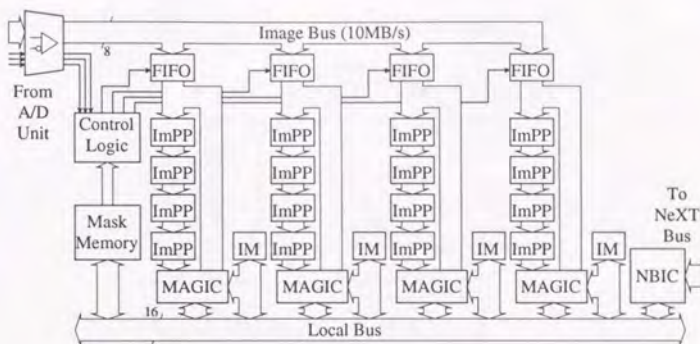 Image Bus (10MB/s)
8
FIFO FIFO FIFO FIFO
From
A/D
Unit
Control
Logic
ImPP ImPP ImPP ImPP
ImPP ImPP ImPP ImPP
ImPP ImPP ImPP ImPP
Mask
Memory
ImPP IM ImPP IM ImPP IM ImPP IM
To
NeXT
Bus
MAGIC MAGIC MAGIC MAGIC
NBIC
16
Local Bus